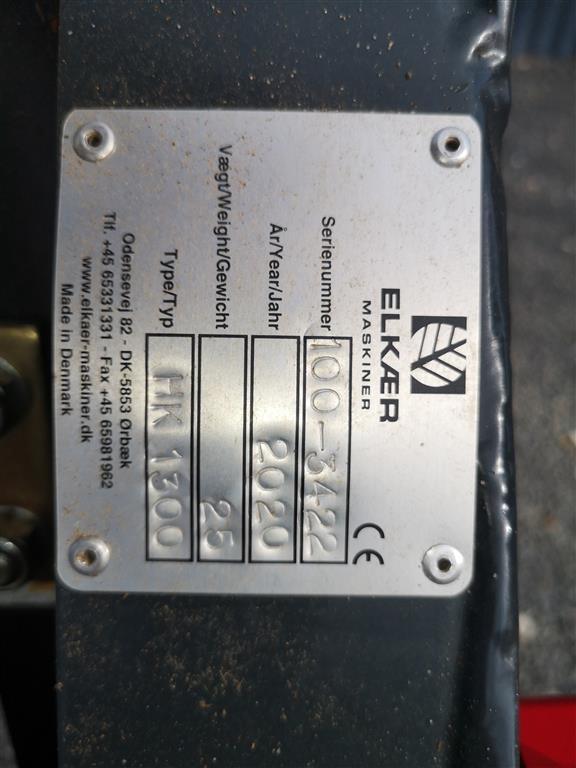 ELKÆR
MASKINER
CE
Serienummer 100-3422
År/Year/Jahr 2020
Vægt/Weight/Gewicht 25
Type/Typ HK 1300
Odensevej 82 - DK-5853 Ørbæk
Tlf. +45 65331331 - Fax +45 65981962
www.elkaer-maskiner.dk
Made in Denmark